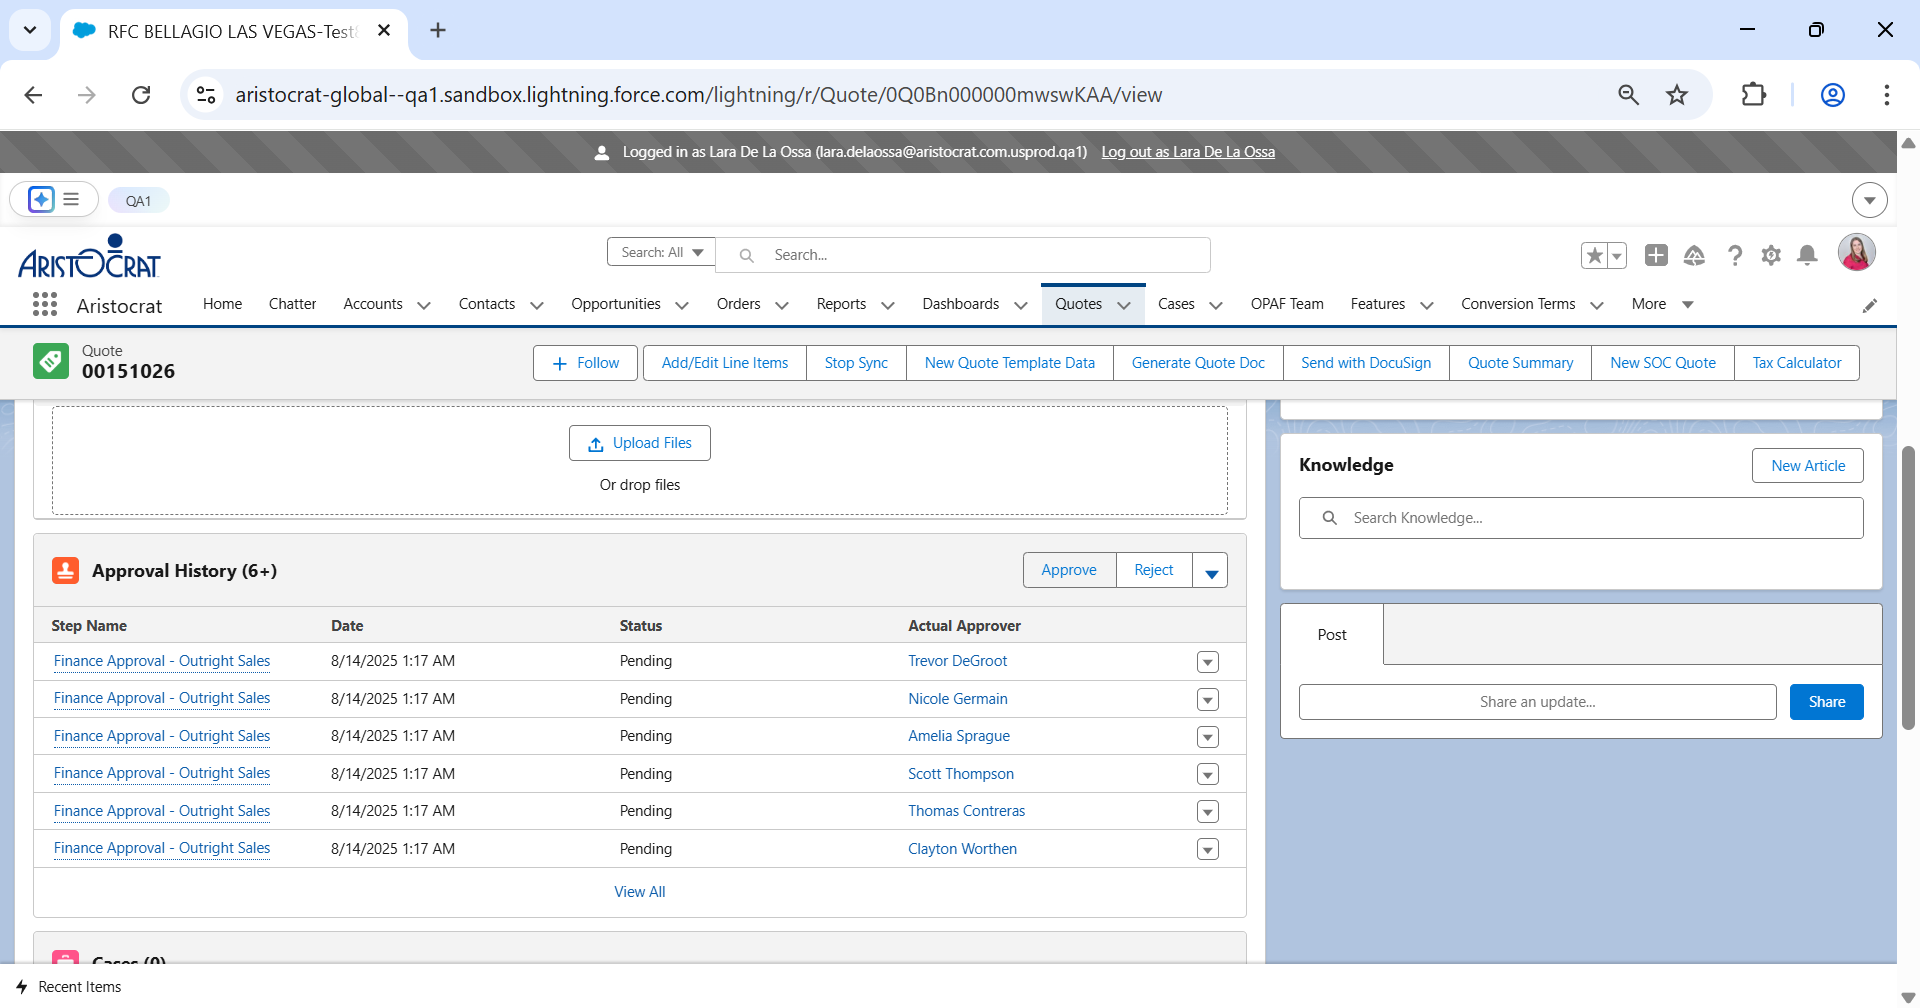 RFC BELLAGIO LAS VEGAS-Test
aristocrat-global--qa1.sandbox.lightning.force.com/lightning/r/Quote/0Q0Bn000000mwswKAA/view
Logged in as Lara De La Ossa (lara.delaossa@aristocrat.com.usprod.qa1) Log out as Lara De La Ossa
QA1
ARISTOCRAT
Search: All
Search...
Aristocrat
Home Chatter Accounts Contacts Opportunities Orders Reports Dashboards Quotes Cases OPAF Team Features Conversion Terms More
Quote
00151026
Follow Add/Edit Line Items Stop Sync New Quote Template Data Generate Quote Doc Send with DocuSign Quote Summary New SOC Quote Tax Calculator
Upload Files
Or drop files
Knowledge
New Article
Search Knowledge...
Approval History (6+)
Approve Reject
Step Name Date Status Actual Approver
Finance Approval - Outright Sales 8/14/2025 1:17 AM Pending Trevor DeGroot
Finance Approval - Outright Sales 8/14/2025 1:17 AM Pending Nicole Germain
Finance Approval - Outright Sales 8/14/2025 1:17 AM Pending Amelia Sprague
Finance Approval - Outright Sales 8/14/2025 1:17 AM Pending Scott Thompson
Finance Approval - Outright Sales 8/14/2025 1:17 AM Pending Thomas Contreras
Finance Approval - Outright Sales 8/14/2025 1:17 AM Pending Clayton Worthen
View All
Post
Share an update...
Share
Cases (0)
Recent Items